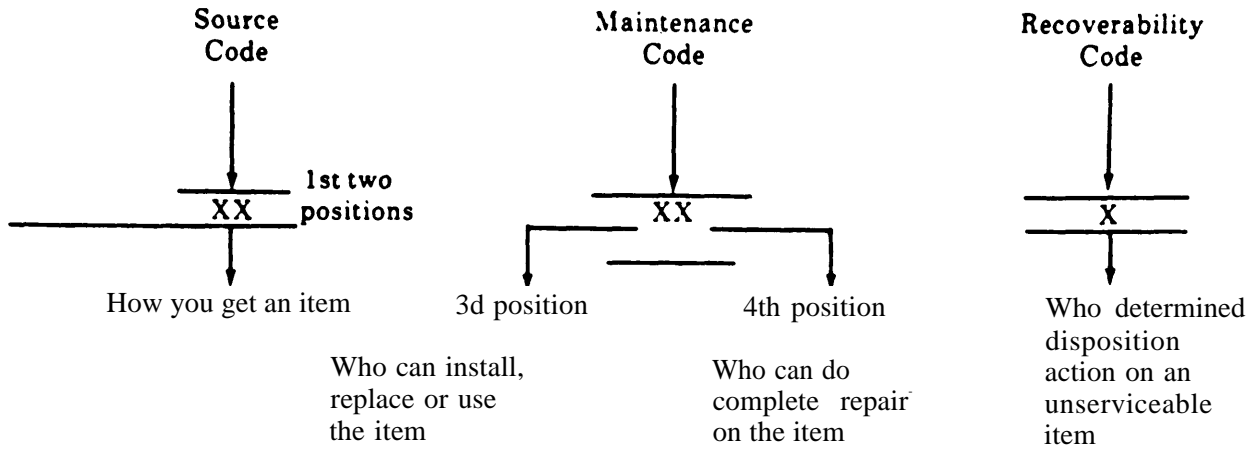 Source
Code
Maintenance
Code
Recoverability
Code
XX
1st two
positions
XX
X
How you get an item
3d position
4th position
Who can install,
replace or use
the item
Who can do
complete repair
on the item
Who determined
disposition
action on an
unserviceable
item